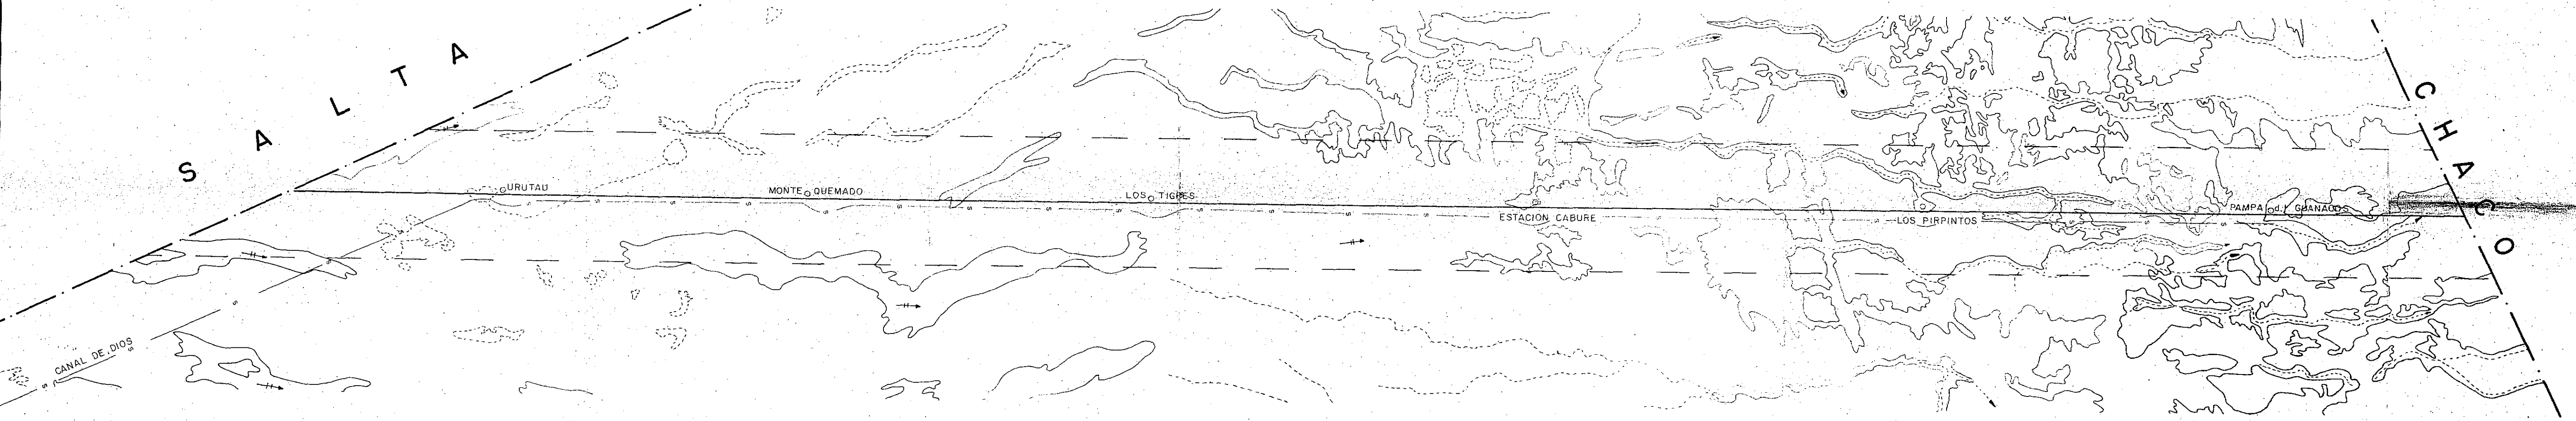 SALTA
CHACO
URUTAU
MONTE QUEMADO
LOS TIGRES
ESTACION CABURE
LOS PIRPINTOS
PAMPA d.l. GUANACOS
CANAL DE DIOS